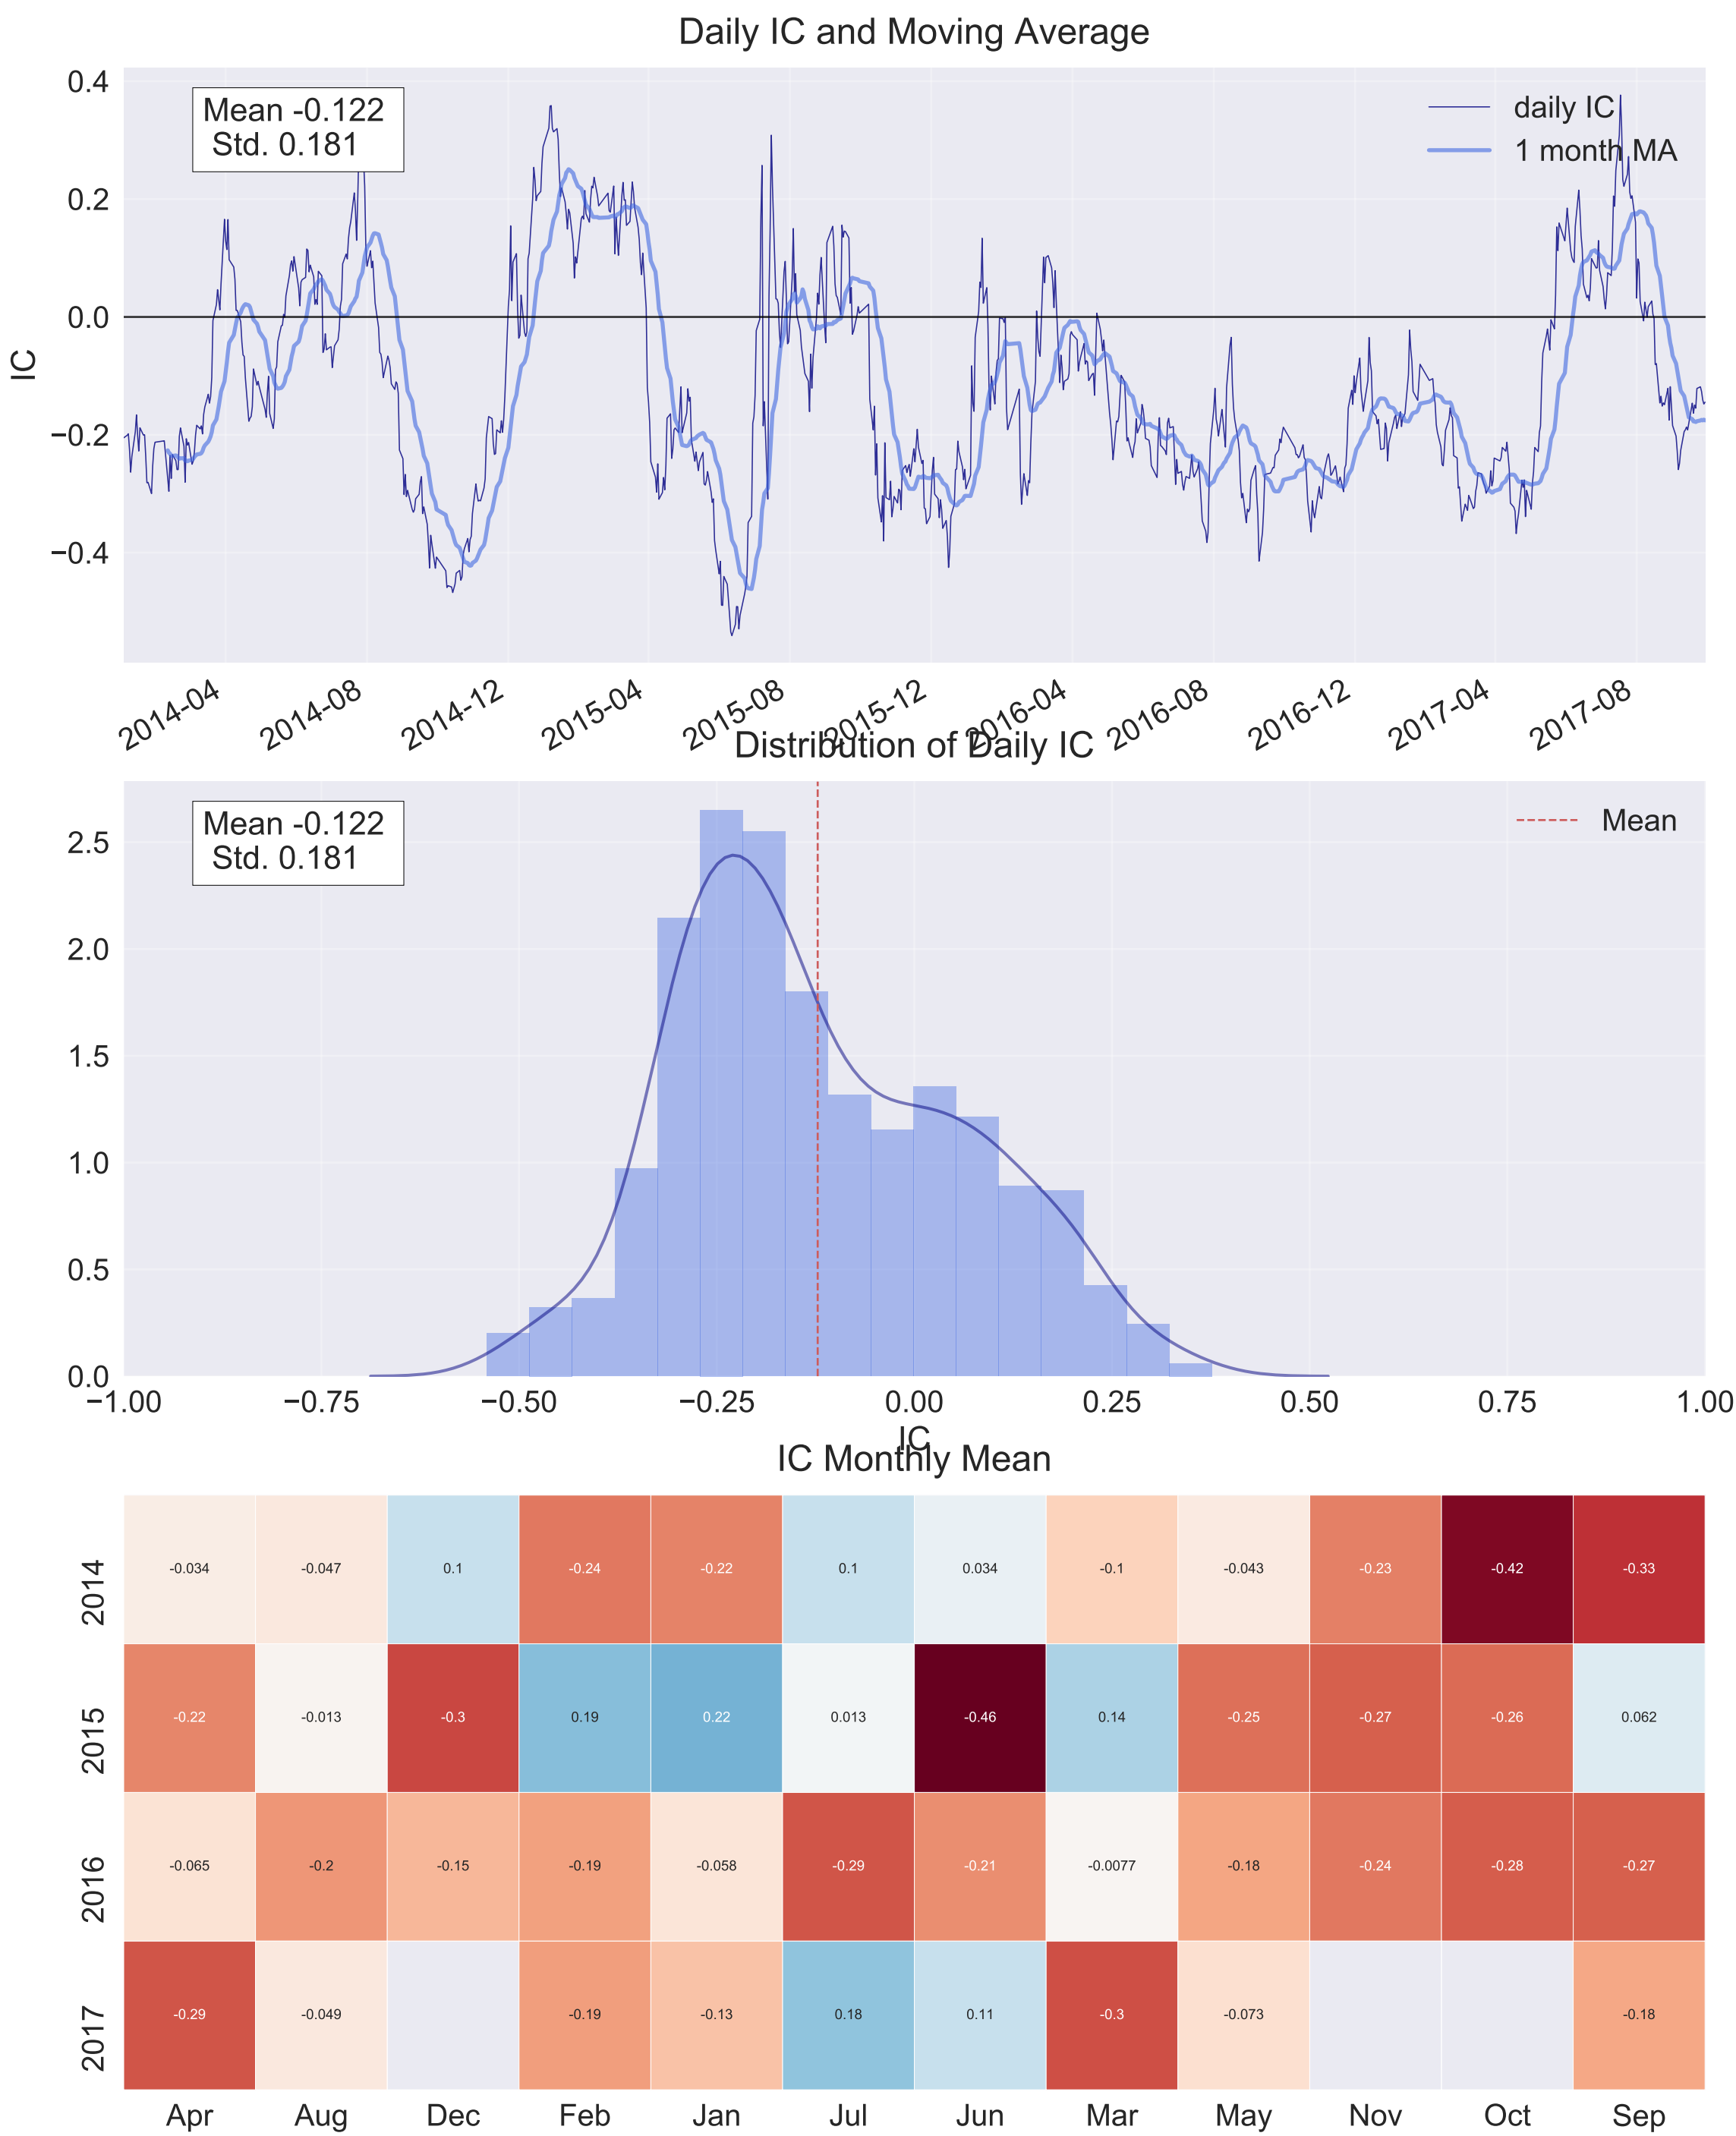 Daily IC and Moving Average
0.4
0.2
0.0
−0.2
−0.4
IC
Mean -0.122
Std. 0.181
daily IC
1 month MA
2014-04
2014-08
2014-12
2015-04
2015-08
2015-12
2016-04
2016-08
2016-12
2017-04
2017-08
Distribution of Daily IC
Mean -0.122
Std. 0.181
Mean
2.5
2.0
1.5
1.0
0.5
0.0
−1.00 −0.75 −0.50 −0.25 0.00 0.25 0.50 0.75 1.00
IC
IC Monthly Mean
2014 -0.034 -0.047 0.1 -0.24 -0.22 0.1 0.034 -0.1 -0.043 -0.23 -0.42 -0.33
2015 -0.22 -0.013 -0.3 0.19 0.22 0.013 -0.46 0.14 -0.25 -0.27 -0.26 0.062
2016 -0.065 -0.2 -0.15 -0.19 -0.058 -0.29 -0.21 -0.0077 -0.18 -0.24 -0.28 -0.27
2017 -0.29 -0.049 -0.19 -0.13 0.18 0.11 -0.3 -0.073 -0.18
Apr Aug Dec Feb Jan Jul Jun Mar May Nov Oct Sep